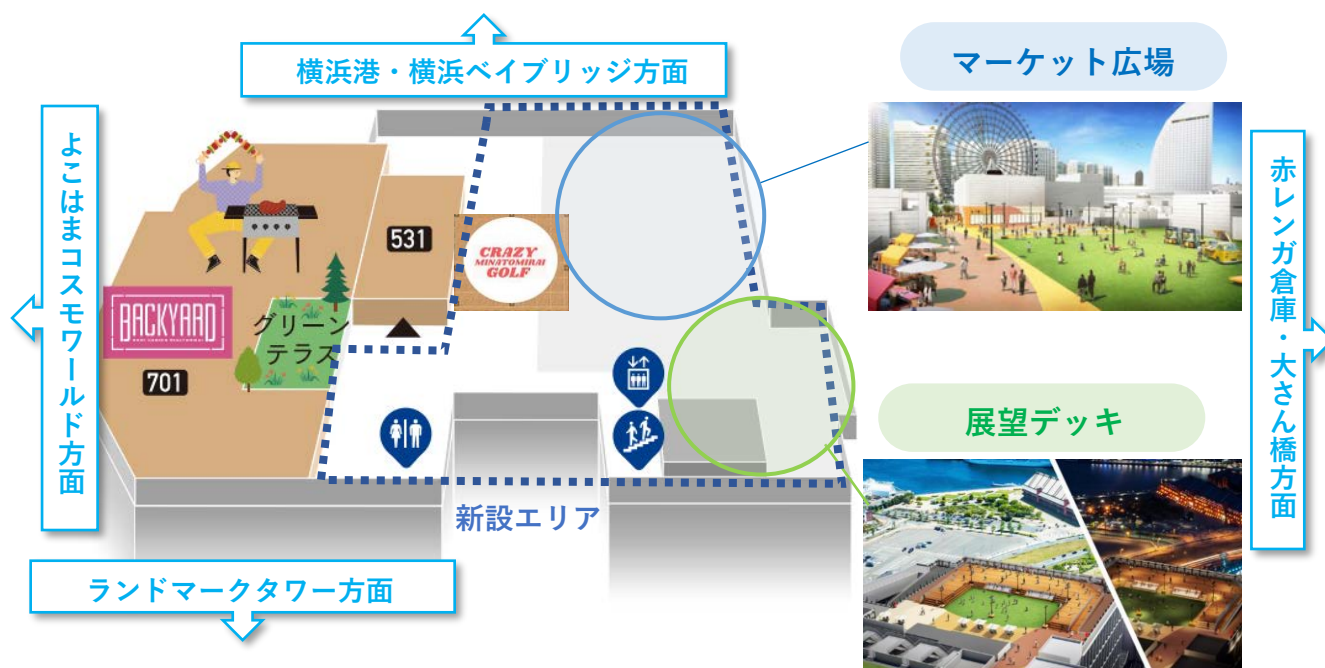 横浜港・横浜ベイブリッジ方面
マーケット広場
よこはまコスモワールド方面
赤レンガ倉庫・大さん橋方面
531
CRAZY
MINATOMIRAI
GOLF
BACKYARD
グリーン
テラス
701
展望デッキ
新設エリア
ランドマークタワー方面